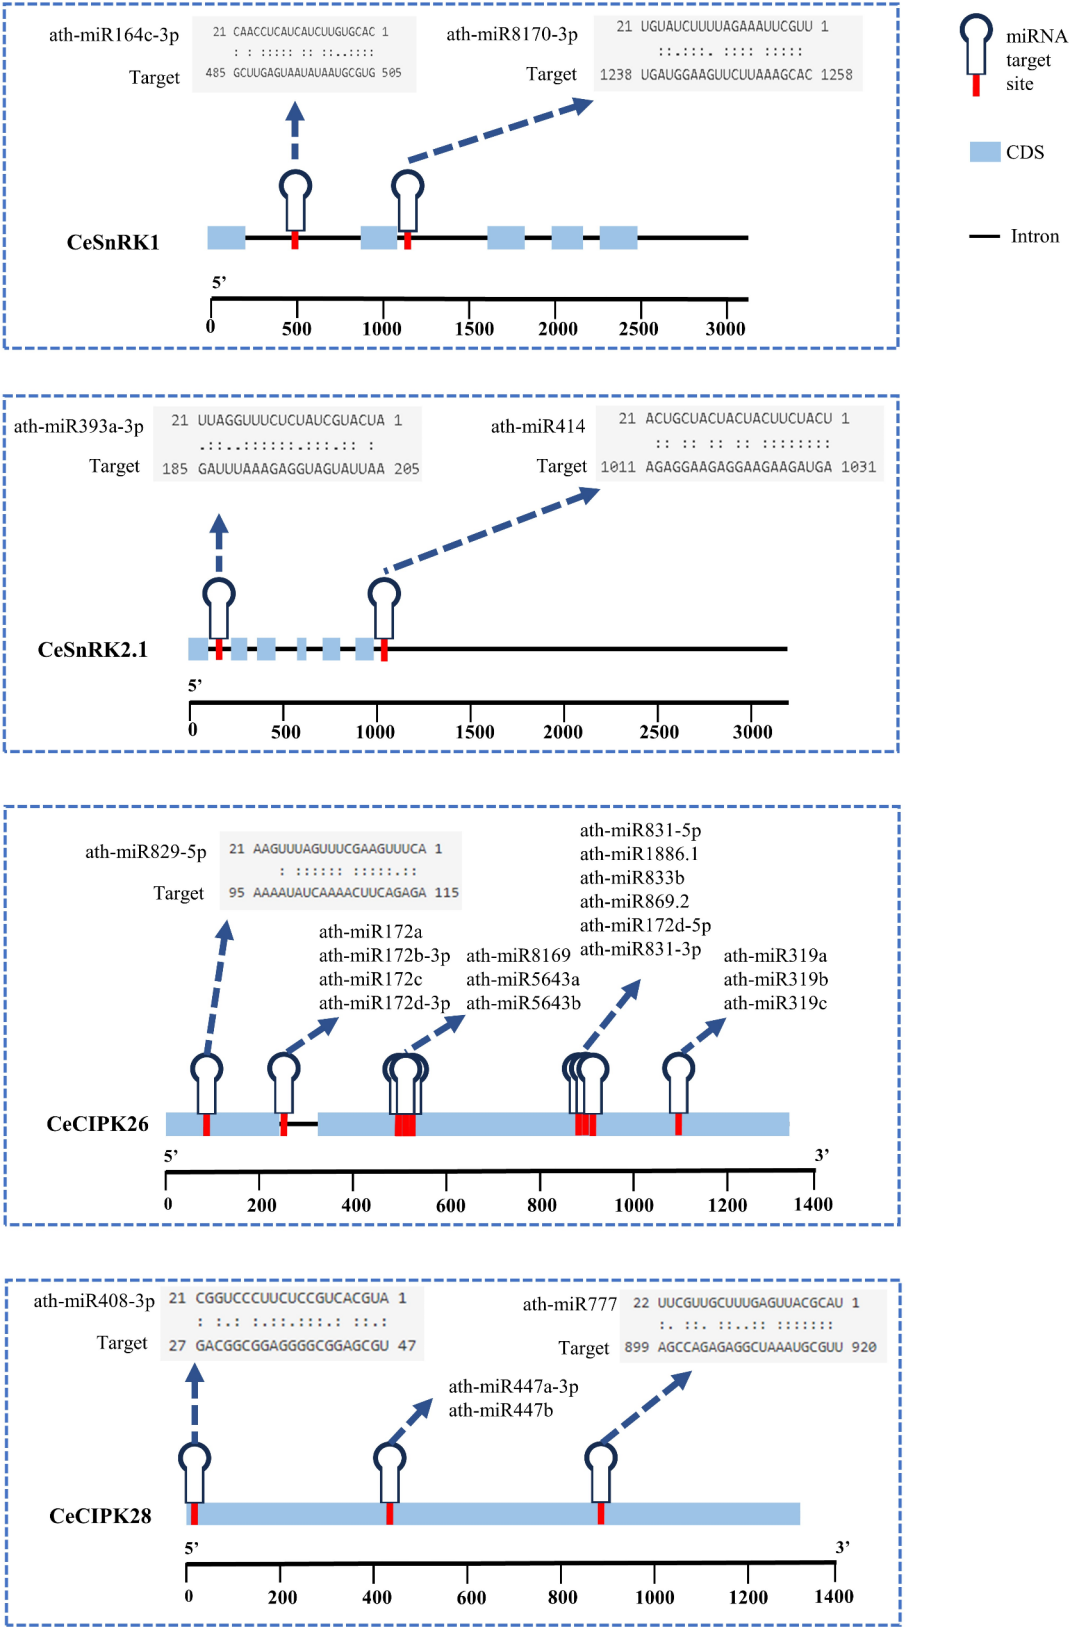 ath-miR164c-3p
21 CAACCUCAUCAUCUUGUGCAC 1
: : ::::: :: ::..::::
Target
485 GCUUGAGUAAUAUAAUGCGUG 505
ath-miR8170-3p
21 UGUAUCUUUUAGAAAUUCGUU 1
::.:::. :::: :::::
Target
1238 UGAUGGAAGUUCUUAAAGCAC 1258
miRNA
target
site
CDS
Intron
CeSnRK1
5’
0 500 1000 1500 2000 2500 3000
ath-miR393a-3p
21 UUAGGUUUCUCUAUCGUACUA 1
.::..::::::.:::.:: :
Target
185 GAUUUAAAGAGGUAGUAUUAA 205
ath-miR414
21 ACUGCUACUACUACUUCUACU 1
:: :: :: :: ::::::::
Target
1011 AGAGGAAGAGGAAGAAGAUGA 1031
CeSnRK2.1
5’
0 500 1000 1500 2000 2500 3000
ath-miR829-5p
21 AAGUUUAGUUUCGAAGUUUCA 1
: :::::: :::::.::
Target
95 AAAAUAUCAAAACUUCAGAGA 115
ath-miR172a
ath-miR172b-3p
ath-miR172c
ath-miR172d-3p
ath-miR8169
ath-miR5643a
ath-miR5643b
ath-miR831-5p
ath-miR1886.1
ath-miR833b
ath-miR869.2
ath-miR172d-5p
ath-miR831-3p
ath-miR319a
ath-miR319b
ath-miR319c
CeCIPK26
5’ 3’
0 200 400 600 800 1000 1200 1400
ath-miR408-3p
21 CGGUCCCUUCUCCGUCACGUA 1
: :.: :.::.:::.: ::.:
Target
27 GACGGCGGAGGGGCGGAGCGU 47
ath-miR777
22 UUCGUUGCUUUGAGUUACGCAU 1
:. ::. ::..:: :::::::
Target
899 AGCCAGAGAGGCUAAAUGCGUU 920
ath-miR447a-3p
ath-miR447b
CeCIPK28
5’ 3’
0 200 400 600 800 1000 1200 1400